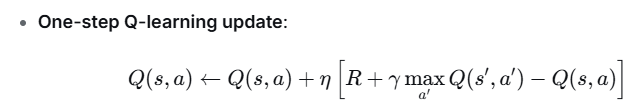 • One-step Q-learning update:
Q(s, a) ← Q(s, a) + η [R + γ max_{a′} Q(s′, a′) − Q(s, a)]